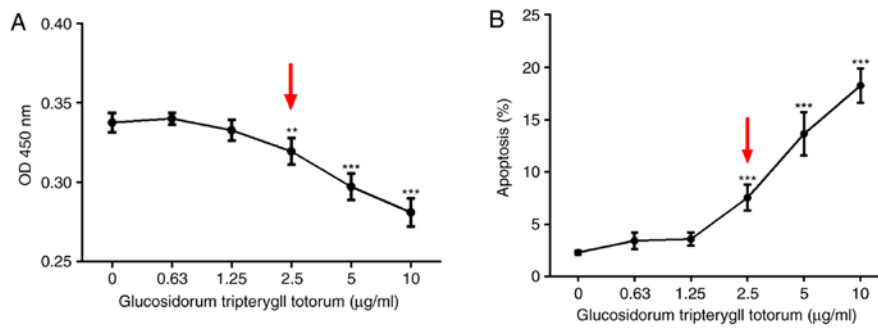 A
OD 450 nm
0.40
0.35
0.30
0.25
**
***
***
0 0.63 1.25 2.5 5 10
Glucosidorum tripterygll totorum (µg/ml)
B
Apoptosis (%)
25
20
15
10
5
0
***
***
***
0 0.63 1.25 2.5 5 10
Glucosidorum tripterygll totorum (µg/ml)